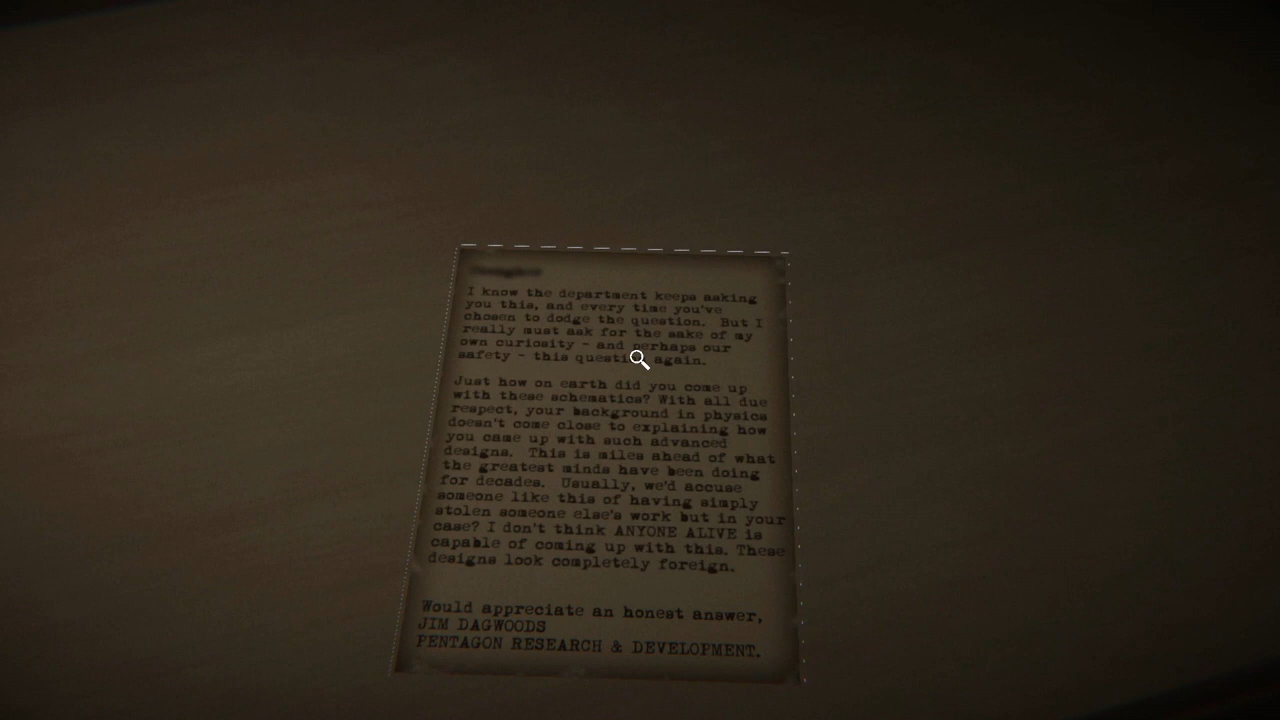 I know the department keeps asking
you this, and every time you've
chosen to dodge the question.  But I
really must ask for the sake of my
own curiosity - and perhaps our
safety - this question again.
Just how on earth did you come up
with these schematics? With all due
respect, your background in physics
doesn't come close to explaining how
you came up with such advanced
designs.  This is miles ahead of what
the greatest minds have been doing
for decades.  Usually, we'd accuse
someone like this of having simply
stolen someone else's work but in your
case? I don't think ANYONE ALIVE is
capable of coming up with this. These
designs look completely foreign.
Would appreciate an honest answer,
JIM DAGWOODS
PENTAGON RESEARCH & DEVELOPMENT.